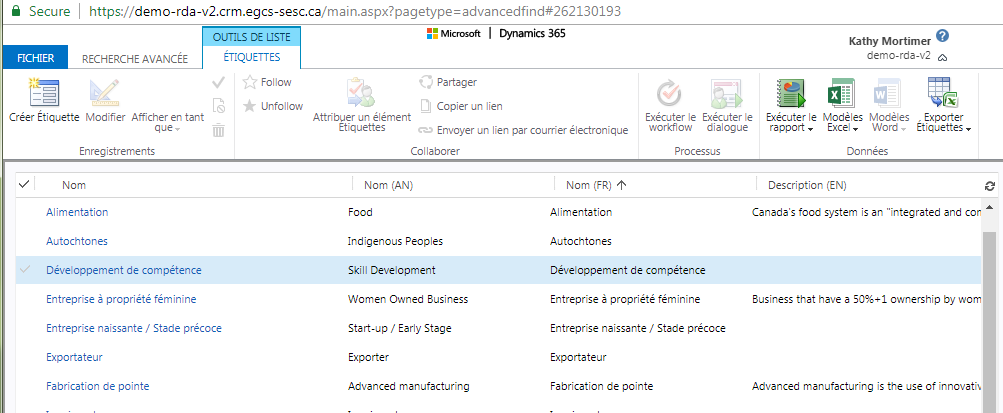 Secure https://demo-rda-v2.crm.egcs-sesc.ca/main.aspx?pagetype=advancedfind#262130193
OUTILS DE LISTE
Microsoft | Dynamics 365
Kathy Mortimer
demo-rda-v2
FICHIER RECHERCHE AVANCÉE ÉTIQUETTES
Créer Étiquette
Modifier
Afficher en tant
que
Enregistrements
Follow
Unfollow
Attribuer un élément
Étiquettes
Partager
Copier un lien
Envoyer un lien par courrier électronique
Collaborer
Exécuter le
workflow
Exécuter le
dialogue
Processus
Exécuter le
rapport
Modèles
Excel
Modèles
Word
Exporter
Étiquettes
Données
Nom Nom (AN) Nom (FR) Description (EN)
Alimentation Food Alimentation Canada's food system is an "integrated and
Autochtones Indigenous Peoples Autochtones
Développement de compétence Skill Development Développement de compétence
Entreprise à propriété féminine Women Owned Business Entreprise à propriété féminine Business that have a 50%+1 ownership by
Entreprise naissante / Stade précoce Start-up / Early Stage Entreprise naissante / Stade précoce
Exportateur Exporter Exportateur
Fabrication de pointe Advanced manufacturing Fabrication de pointe Advanced manufacturing is the use of